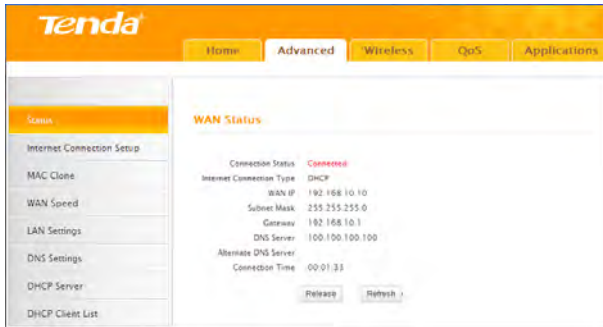 Tenda
Home Advanced Wireless QoS Applications
Status
Internet Connection Setup
MAC Clone
WAN Speed
LAN Settings
DNS Settings
DHCP Server
DHCP Client List
WAN Status
Connection Status Connected
Internet Connection Type DHCP
WAN IP 192.168.10.10
Subnet Mask 255.255.255.0
Gateway 192.168.10.1
DNS Server 100.100.100.100
Alternate DNS Server
Connection Time 00:01:33
Release Refresh